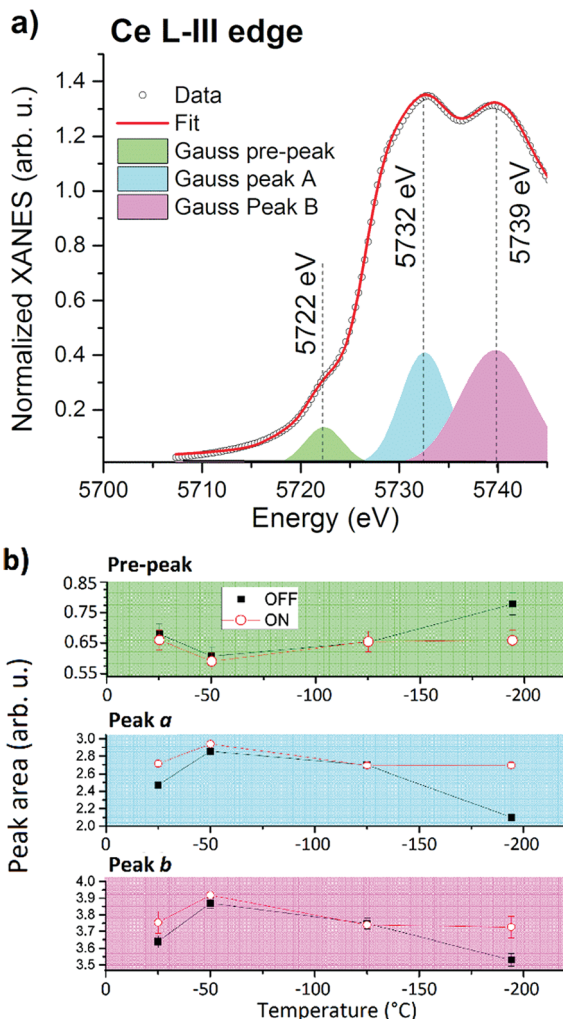 a)
Ce L-III edge
Normalized XANES (arb. u.)
1.4
1.2
1.0
0.8
0.6
0.4
0.2
Data
Fit
Gauss pre-peak
Gauss peak A
Gauss Peak B
5722 eV
5732 eV
5739 eV
5700 5710 5720 5730 5740
Energy (eV)
b)
Peak area (arb. u.)
Pre-peak
0.85
0.75
0.65
0.55
OFF
ON
0 -50 -100 -150 -200
Peak a
3.0
2.8
2.6
2.4
2.2
2.0
0 -50 -100 -150 -200
Peak b
4.0
3.9
3.8
3.7
3.6
3.5
0 -50 -100 -150 -200
Temperature (°C)